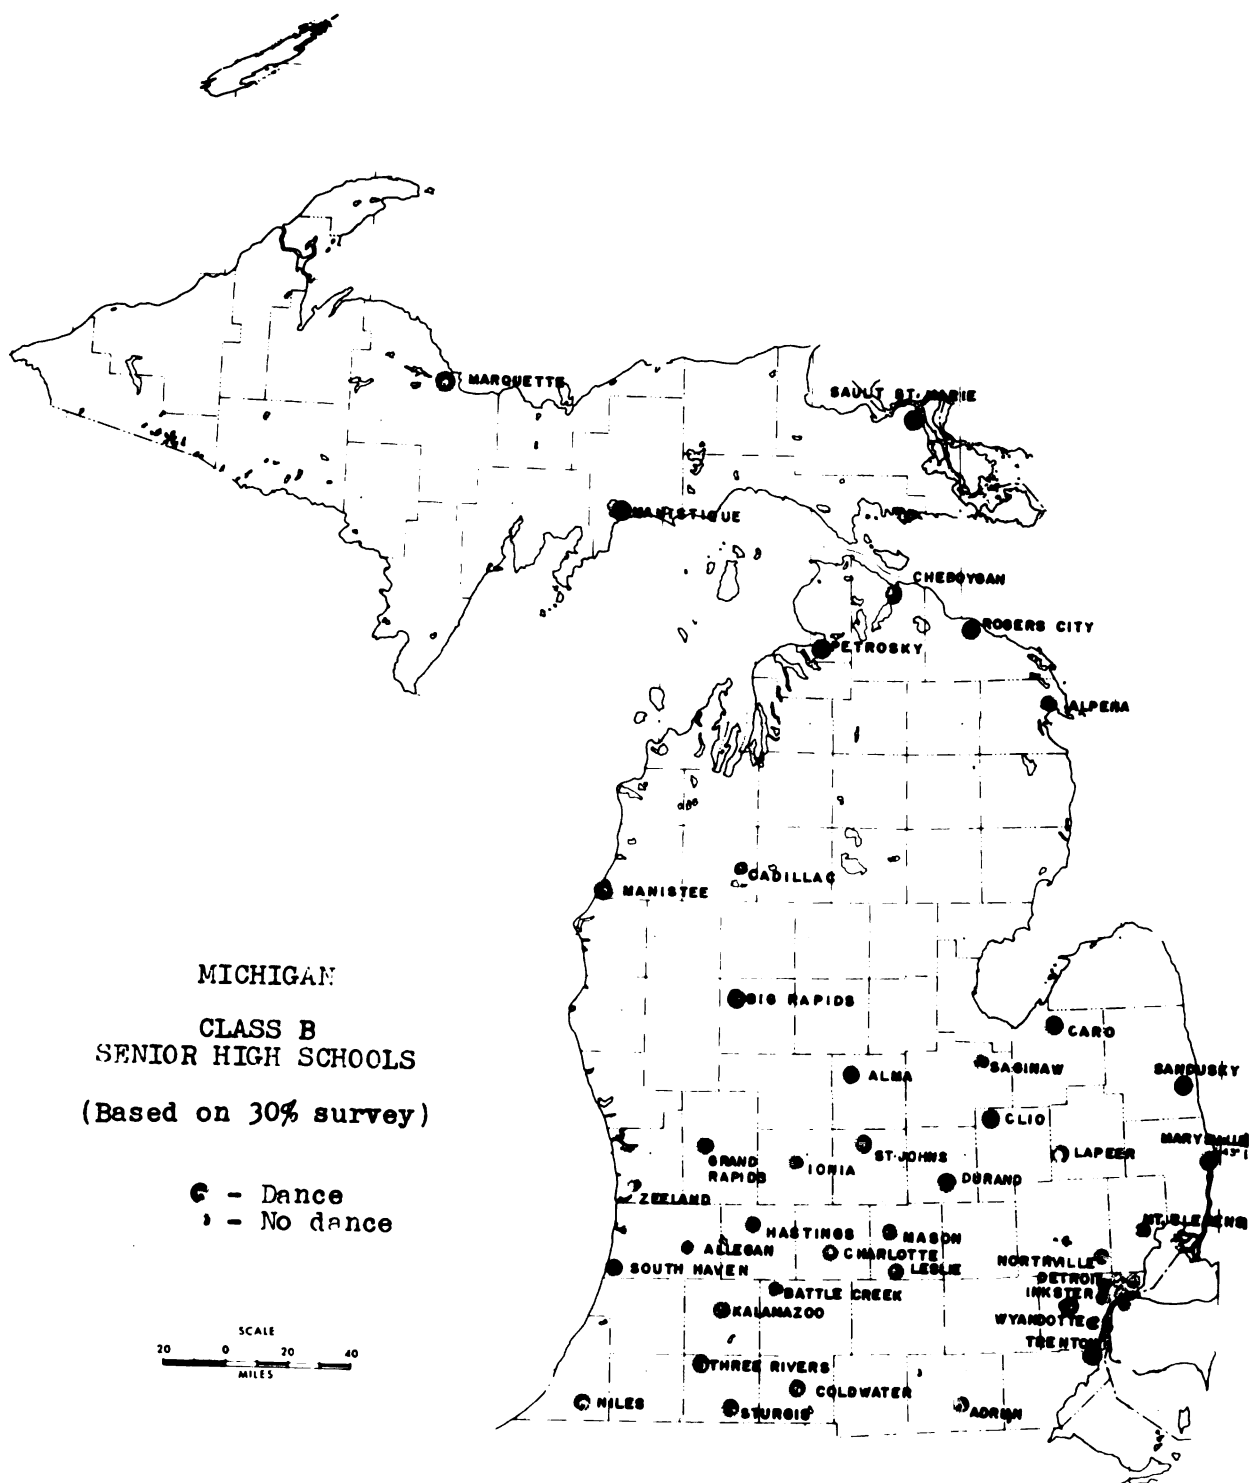 MARQUETTE
SAULT ST. MARIE
MANISTIQUE
CHEBOYGAN
ROGERS CITY
PETROSKY
ALPENA
CADILLAC
MANISTEE
MICHIGAN
CLASS B
SENIOR HIGH SCHOOLS
(Based on 30% survey)
- Dance
- No dance
BIG RAPIDS
CARO
ALMA
SAGINAW
SANDUSKY
CLIO
MARYSVILLE
GRAND
RAPIDS
IONIA
ST. JOHNS
LAPEER
DURAND
ZEELAND
HASTINGS
MASON
MT. CLEMENS
ALLEGAN
CHARLOTTE
NORTHVILLE
SOUTH HAVEN
LESLIE
DETROIT
BATTLE CREEK
INKSTER
KALAMAZOO
WYANDOTTE
TRENTON
THREE RIVERS
COLDWATER
NILES
STURGIS
ADRIAN
SCALE
20 0 20 40
MILES